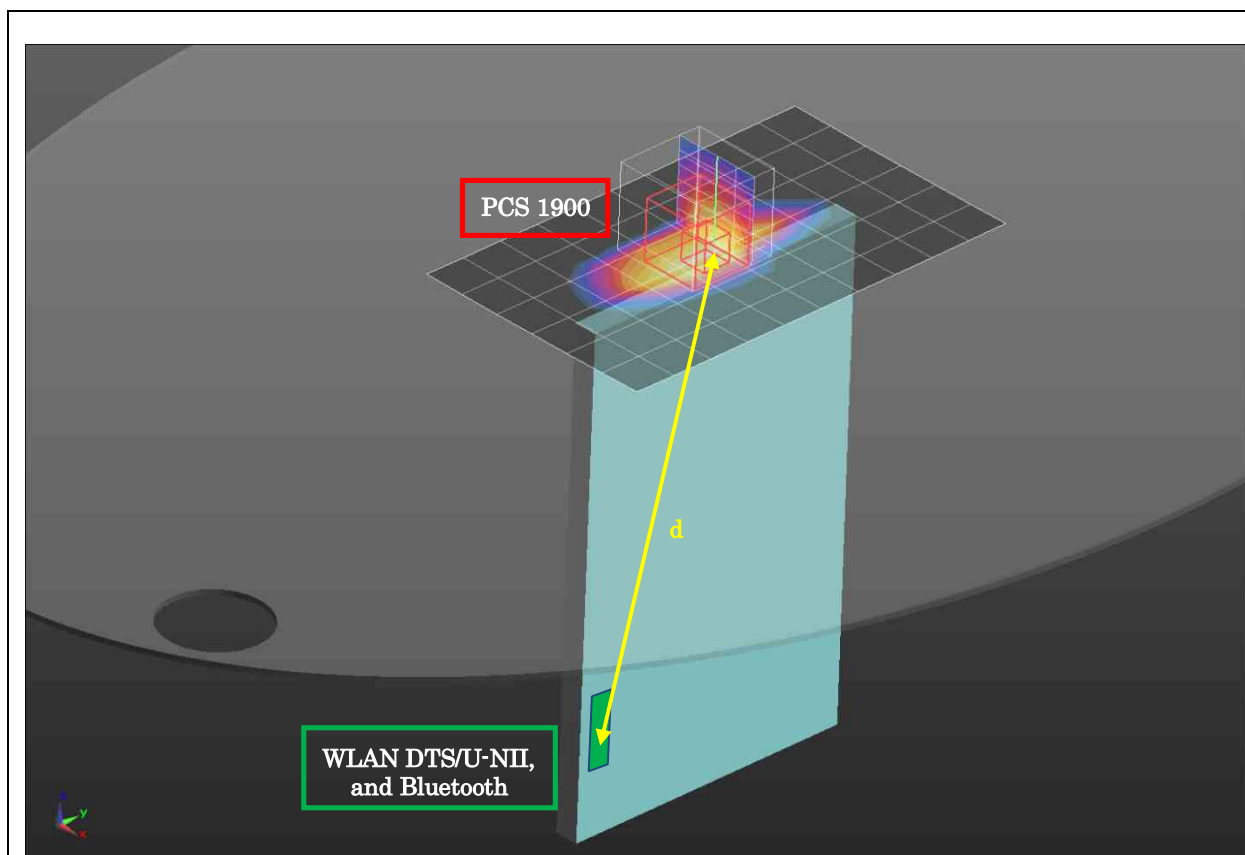 PCS 1900
d
WLAN DTS/U-NII,
and Bluetooth
z
y
x